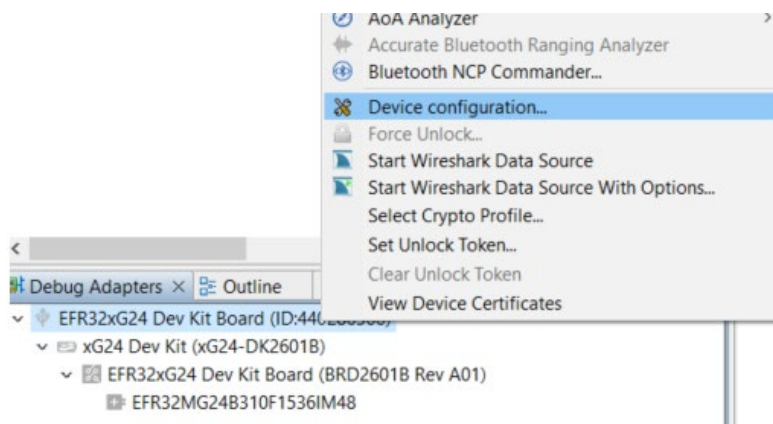 AoA Analyzer
Accurate Bluetooth Ranging Analyzer
Bluetooth NCP Commander...
Device configuration...
Force Unlock...
Start Wireshark Data Source
Start Wireshark Data Source With Options...
Select Crypto Profile...
Set Unlock Token...
Clear Unlock Token
View Device Certificates
Debug Adapters
Outline
EFR32xG24 Dev Kit Board
xG24 Dev Kit (xG24-DK2601B)
EFR32xG24 Dev Kit Board (BRD2601B Rev A01)
EFR32MG24B310F1536IM48